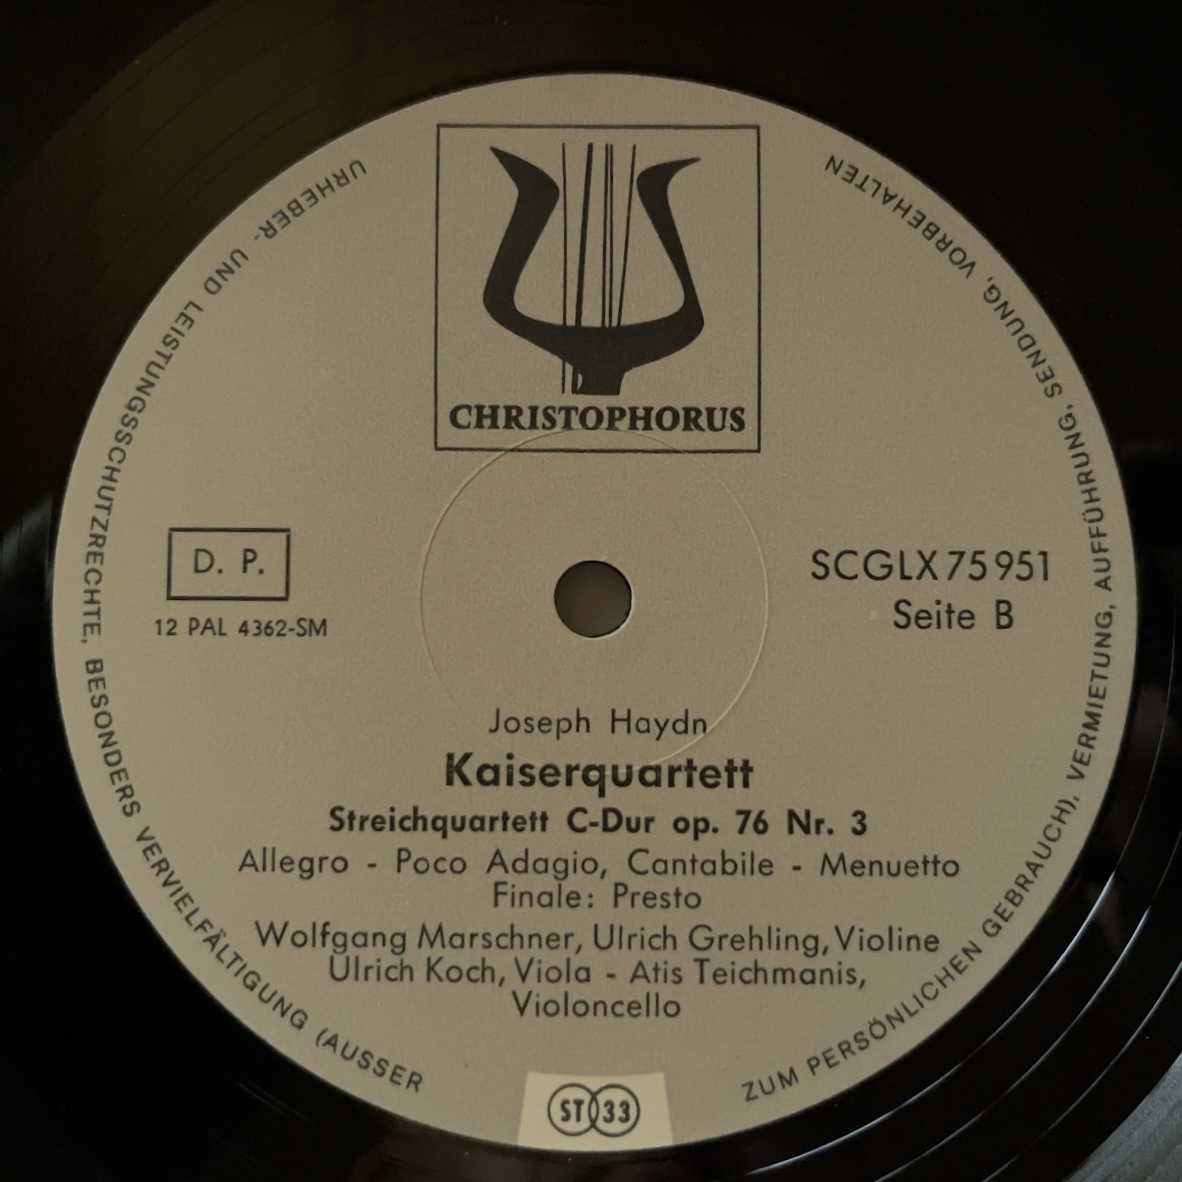 CHRISTOPHORUS
D. P.
12 PAL 4362-SM
SCGLX 75 951
Seite B
Joseph Haydn
Kaiserquartett
Streichquartett C-Dur op. 76 Nr. 3
Allegro - Poco Adagio, Cantabile - Menuetto
Finale: Presto
Wolfgang Marschner, Ulrich Grehling, Violine
Ulrich Koch, Viola - Atis Teichmanis,
Violoncello
ST 33
URHEBER- UND LEISTUNGSSCHUTZRECHTE, BESONDERS VERVIELFÄLTIGUNG (AUSSER ZUM PERSÖNLICHEN GEBRAUCH), VERMIETUNG, AUFFÜHRUNG, SENDUNG, VORBEHALTEN